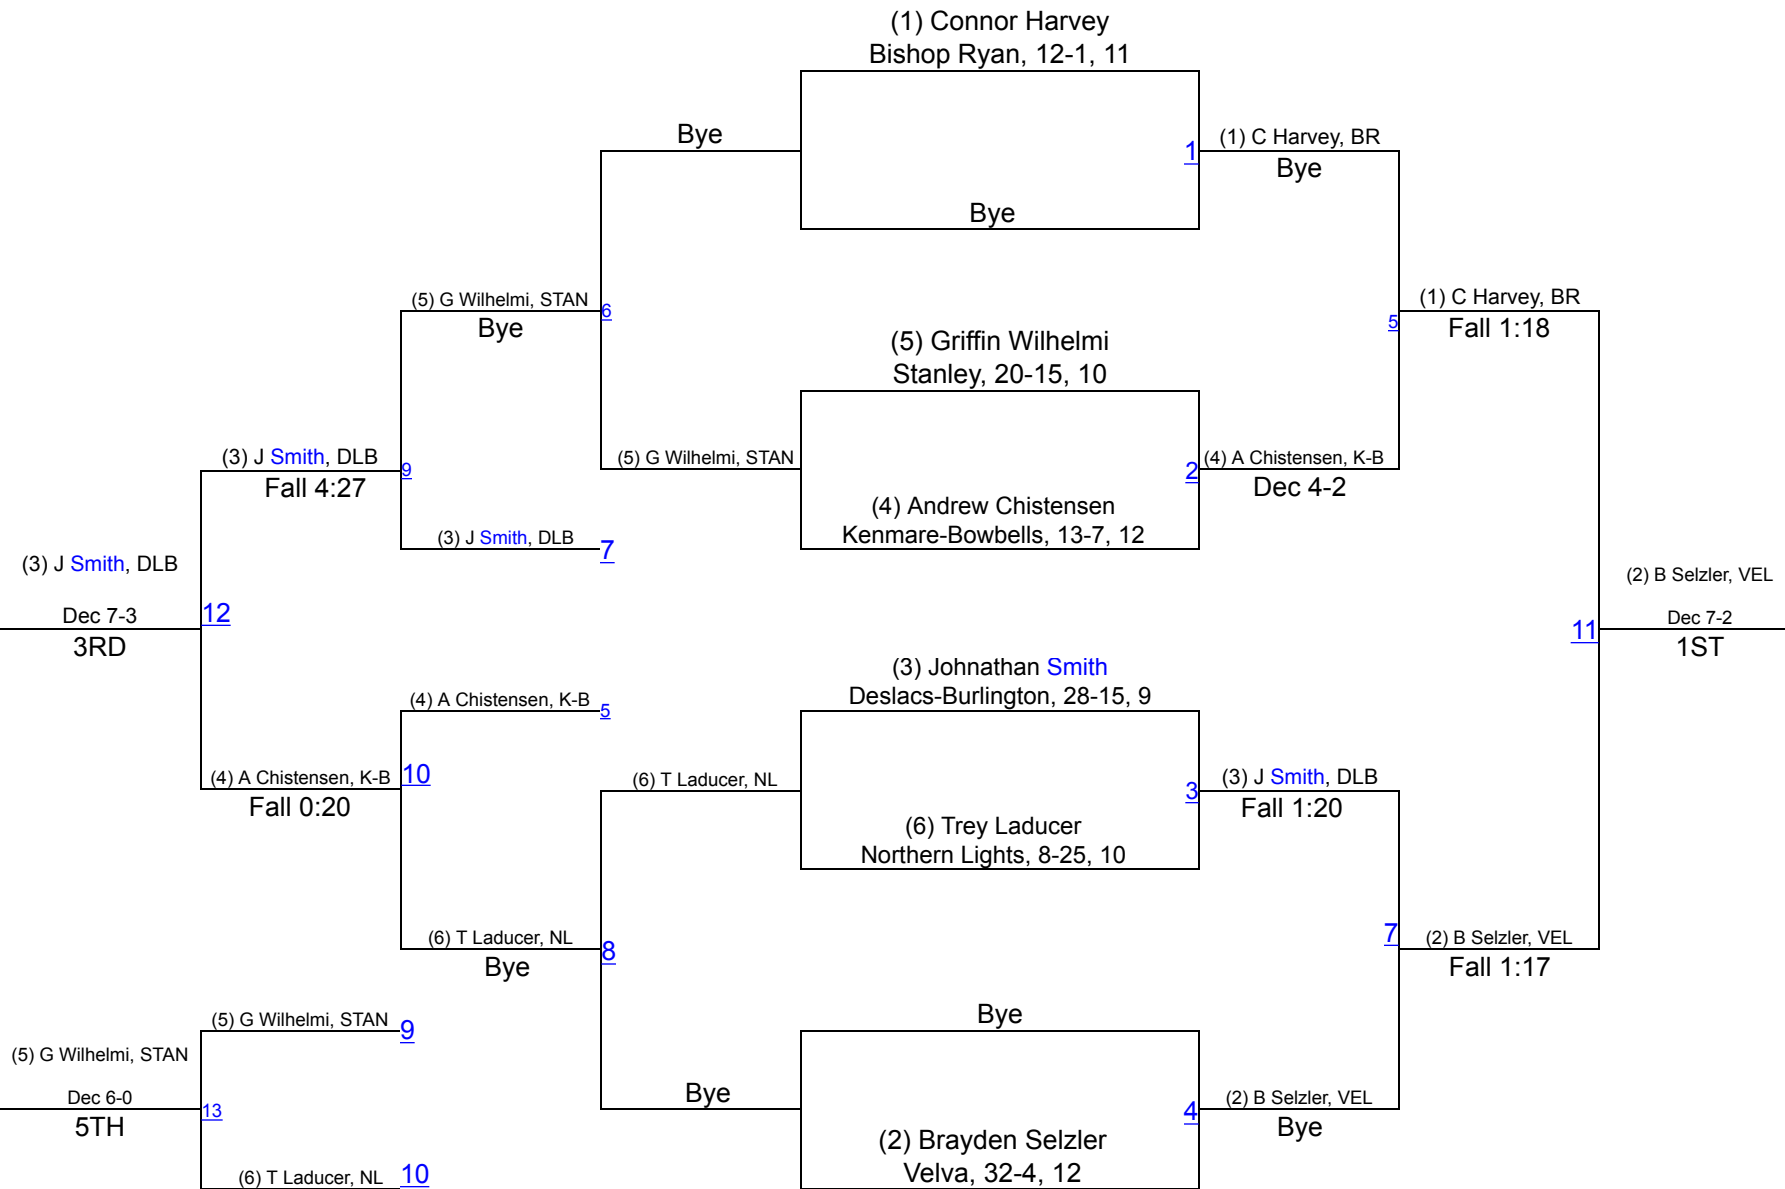 (1) Connor Harvey
Bishop Ryan, 12-1, 11
Bye
1
(1) C Harvey, BR
Bye
Bye
(5) G Wilhelmi, STAN
Bye
6
5
(1) C Harvey, BR
Fall 1:18
(5) Griffin Wilhelmi
Stanley, 20-15, 10
(3) J Smith, DLB
Fall 4:27
9
(5) G Wilhelmi, STAN
2
(4) A Chistensen, K-B
Dec 4-2
(4) Andrew Chistensen
Kenmare-Bowbells, 13-7, 12
(3) J Smith, DLB
7
(3) J Smith, DLB
Dec 7-3
3RD
12
(2) B Selzler, VEL
Dec 7-2
1ST
11
(3) Johnathan Smith
Deslacs-Burlington, 28-15, 9
(4) A Chistensen, K-B
5
(4) A Chistensen, K-B
Fall 0:20
10
(6) T Laducer, NL
3
(3) J Smith, DLB
Fall 1:20
(6) Trey Laducer
Northern Lights, 8-25, 10
(6) T Laducer, NL
Bye
8
7
(2) B Selzler, VEL
Fall 1:17
Bye
(5) G Wilhelmi, STAN
9
(5) G Wilhelmi, STAN
Dec 6-0
5TH
13
Bye
4
(2) B Selzler, VEL
Bye
(2) Brayden Selzler
Velva, 32-4, 12
(6) T Laducer, NL
10